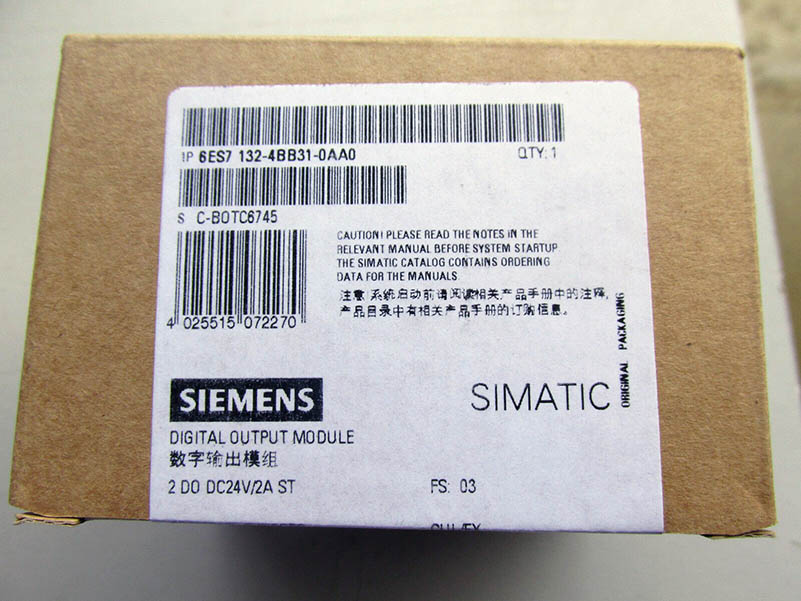 1P 6ES7 132-4BB31-0AA0
QTY: 1
S C-B0TC6745
CAUTION! PLEASE READ THE NOTES IN THE
RELEVANT MANUAL BEFORE SYSTEM STARTUP.
THE SIMATIC CATALOG CONTAINS ORDERING
DATA FOR THE MANUALS.
注意 系统启动前请阅读相关产品手册中的注释,
产品目录中有相关产品手册的订购信息。
4 025515 072270
ORIGINAL PACKAGING
SIEMENS
SIMATIC
DIGITAL OUTPUT MODULE
数字输出模组
2 DO DC24V/2A ST
FS: 03